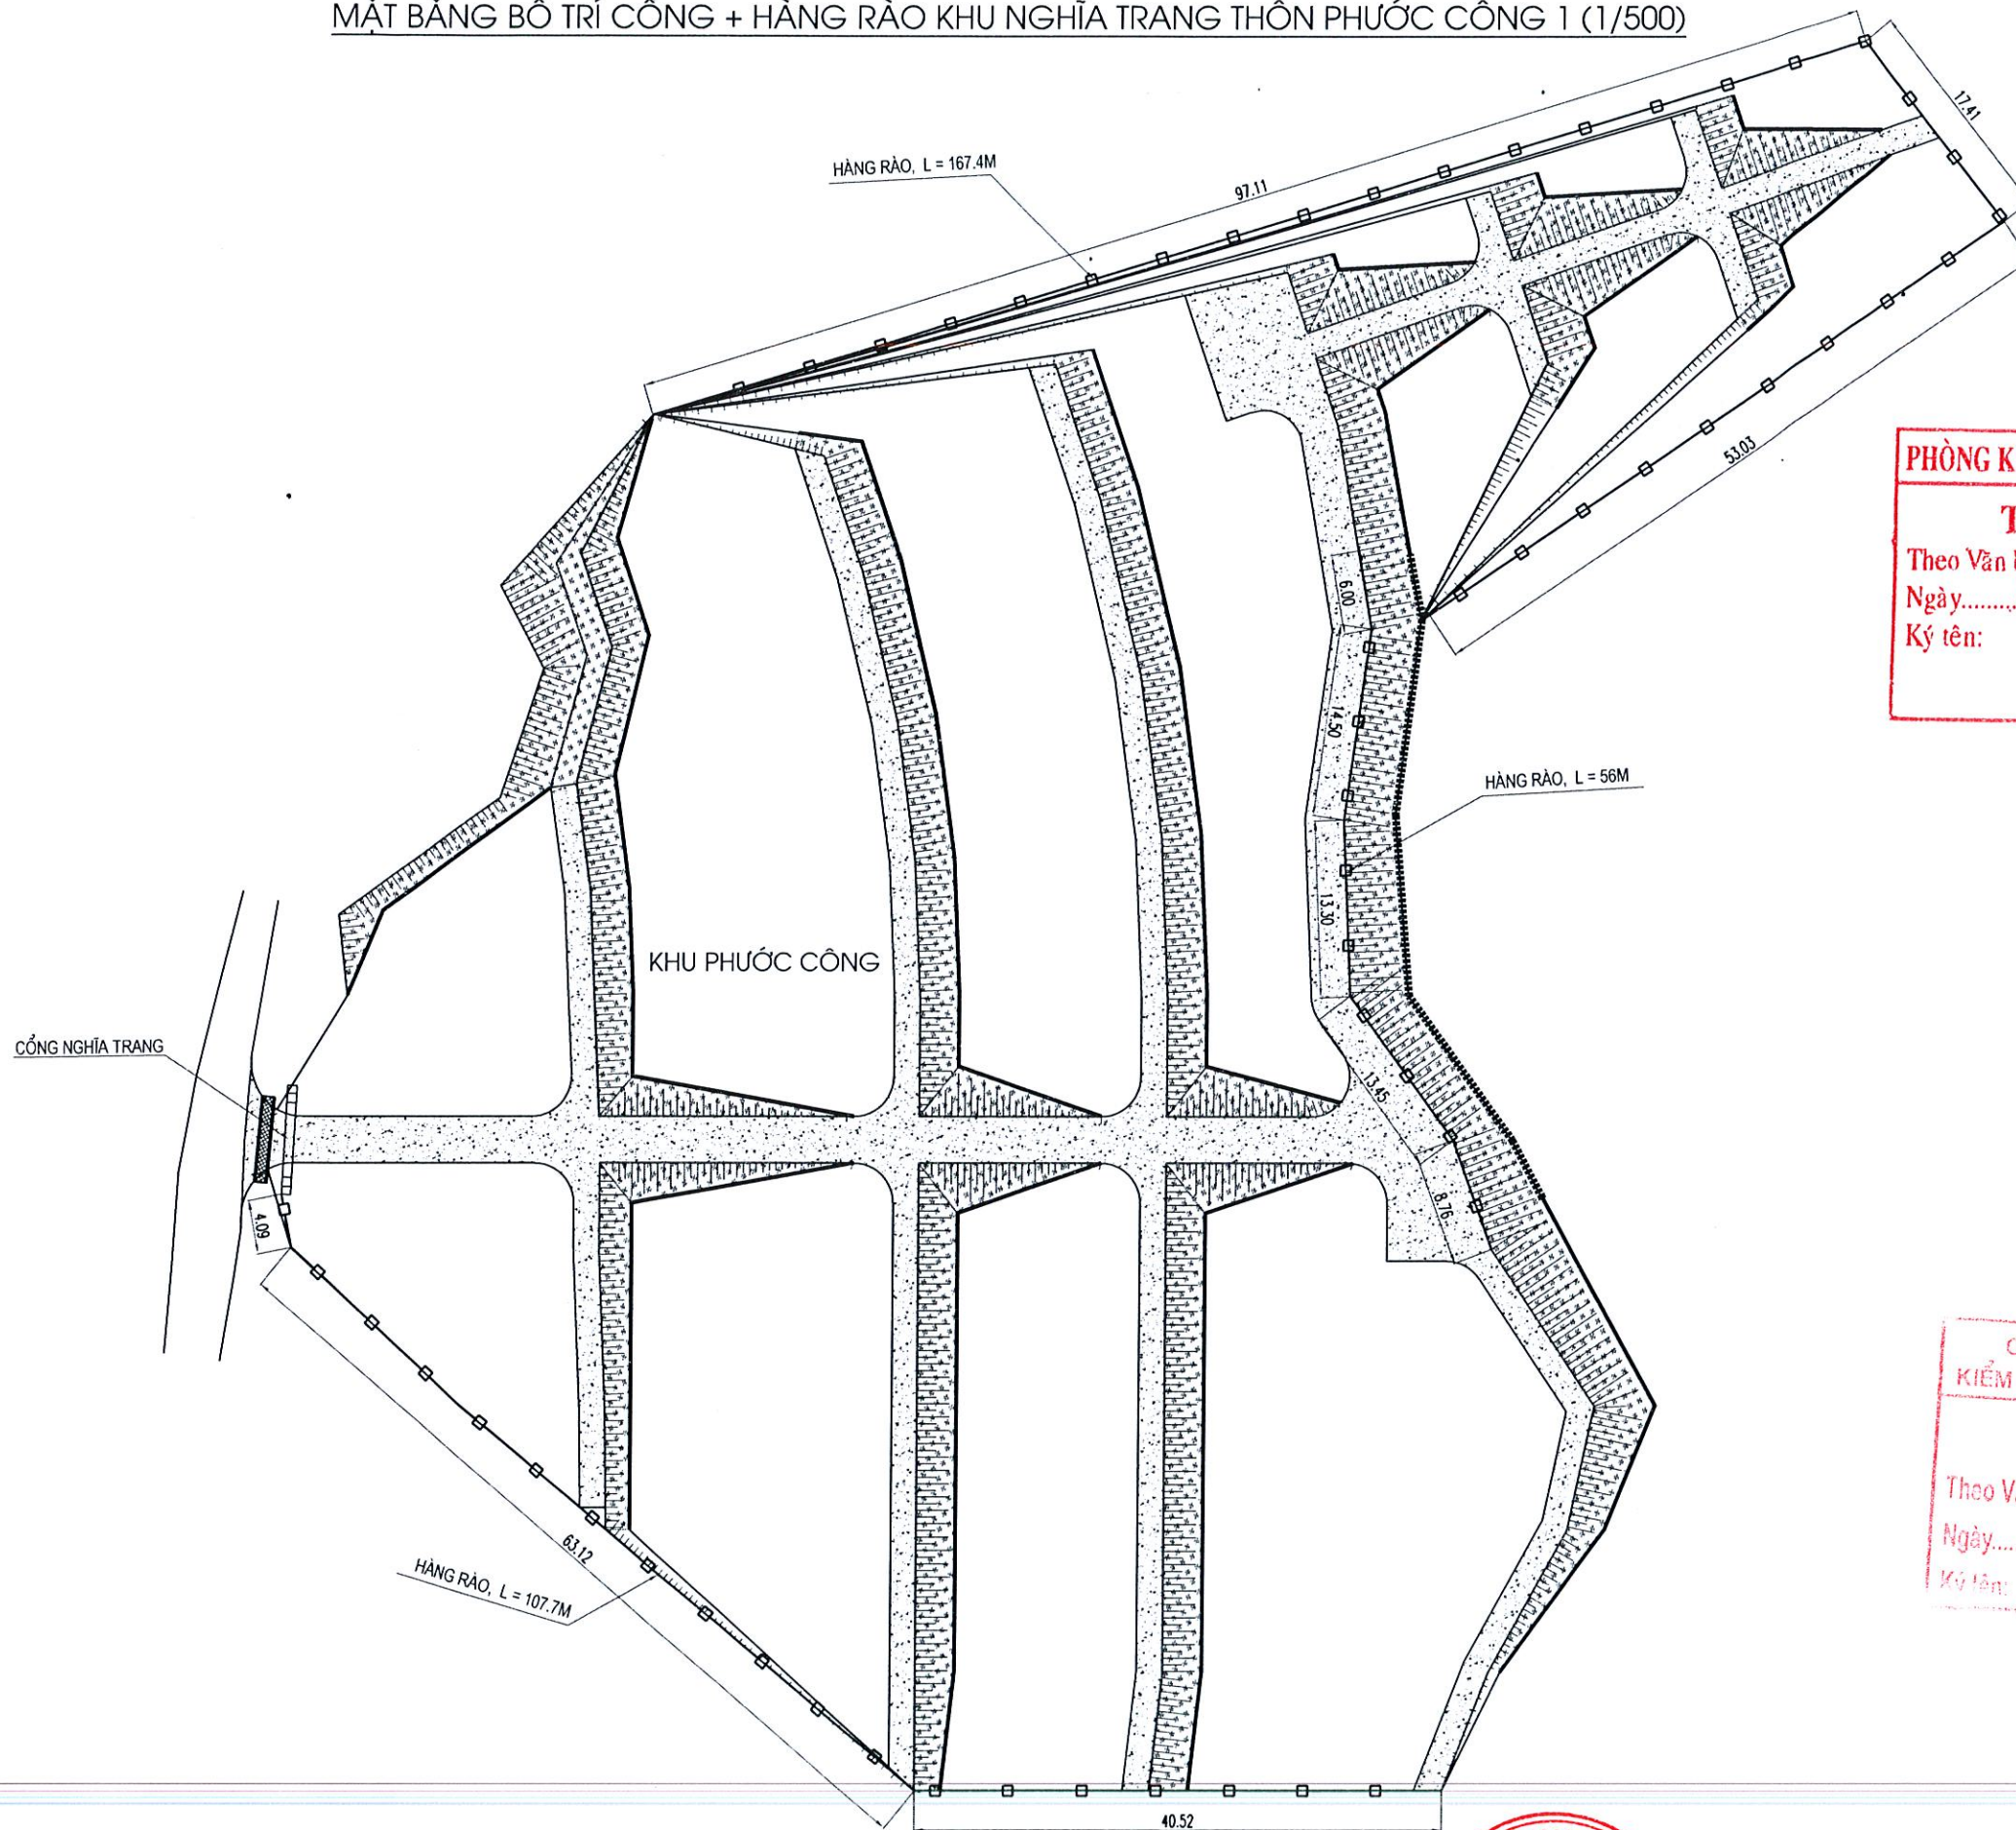 MẶT BẰNG BỐ TRÍ CỔNG + HÀNG RÀO KHU NGHĨA TRANG THÔN PHƯỚC CÔNG 1 (1/500)
17.41
HÀNG RÀO, L = 167.4M
97.11
53.03
PHÒNG K
T
Theo Văn
Ngày..........
Ký tên:
6.00
14.50
HÀNG RÀO, L = 56M
13.30
KHU PHƯỚC CÔNG
CỔNG NGHĨA TRANG
13.45
8.76
4.09
KIỂM
Theo V
Ngày....
Ký tên:
63.12
HÀNG RÀO, L = 107.7M
40.52